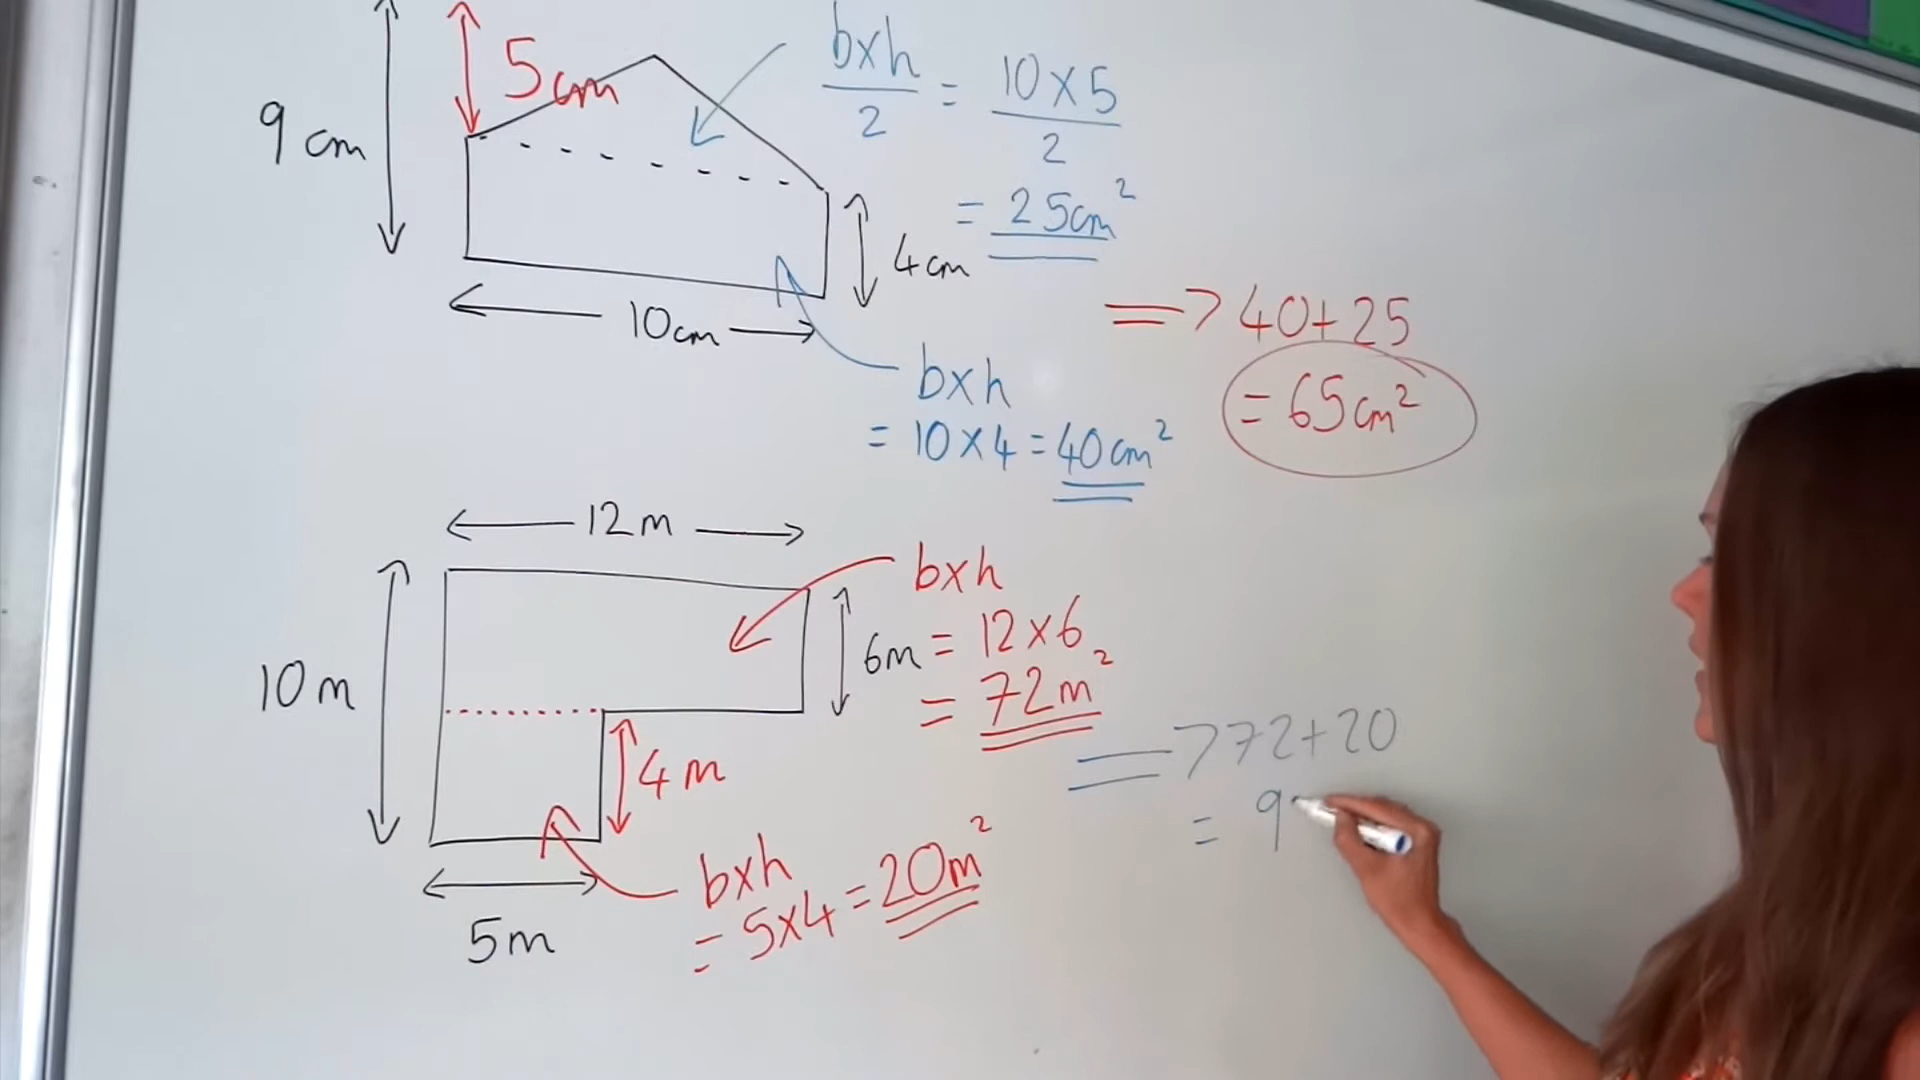 9 cm
5cm
b×h/2 = 10×5/2
= 25cm²
4cm
10cm
b×h
= 10×4 = 40cm²
=> 40+25
= 65cm²
12m
10m
6m
b×h
= 12×6
= 72m²
4m
5m
b×h
= 5×4 = 20m²
=> 72+20
= 9